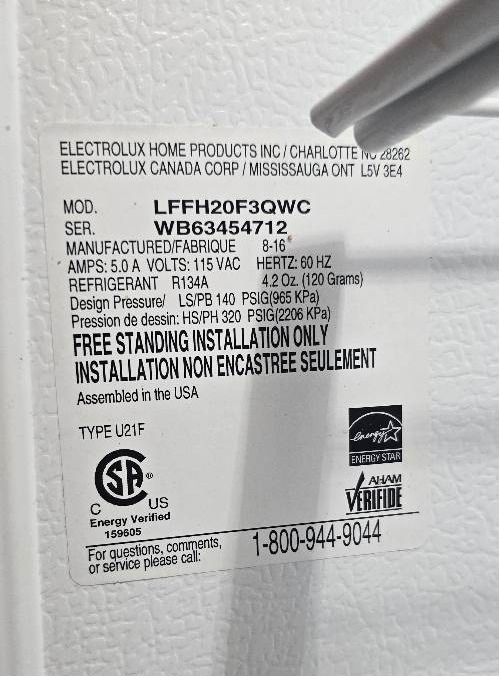 ELECTROLUX HOME PRODUCTS INC / CHARLOTTE NC 28262
ELECTROLUX CANADA CORP / MISSISSAUGA ONT L5V 3E4
MOD. LFFH20F3QWC
SER. WB63454712
MANUFACTURED/FABRIQUE 8-16
AMPS: 5.0 A VOLTS: 115 VAC HERTZ: 60 HZ
REFRIGERANT R134A 4.2 Oz. (120 Grams)
Design Pressure/ LS/PB 140 PSIG(965 KPa)
Pression de dessin: HS/PH 320 PSIG(2206 KPa)
FREE STANDING INSTALLATION ONLY
INSTALLATION NON ENCASTREE SEULEMENT
Assembled in the USA
TYPE U21F
energy
ENERGY STAR
SA ®
C US
Energy Verified
159605
AHAM
VERIFIDE
For questions, comments,
or service please call: 1-800-944-9044